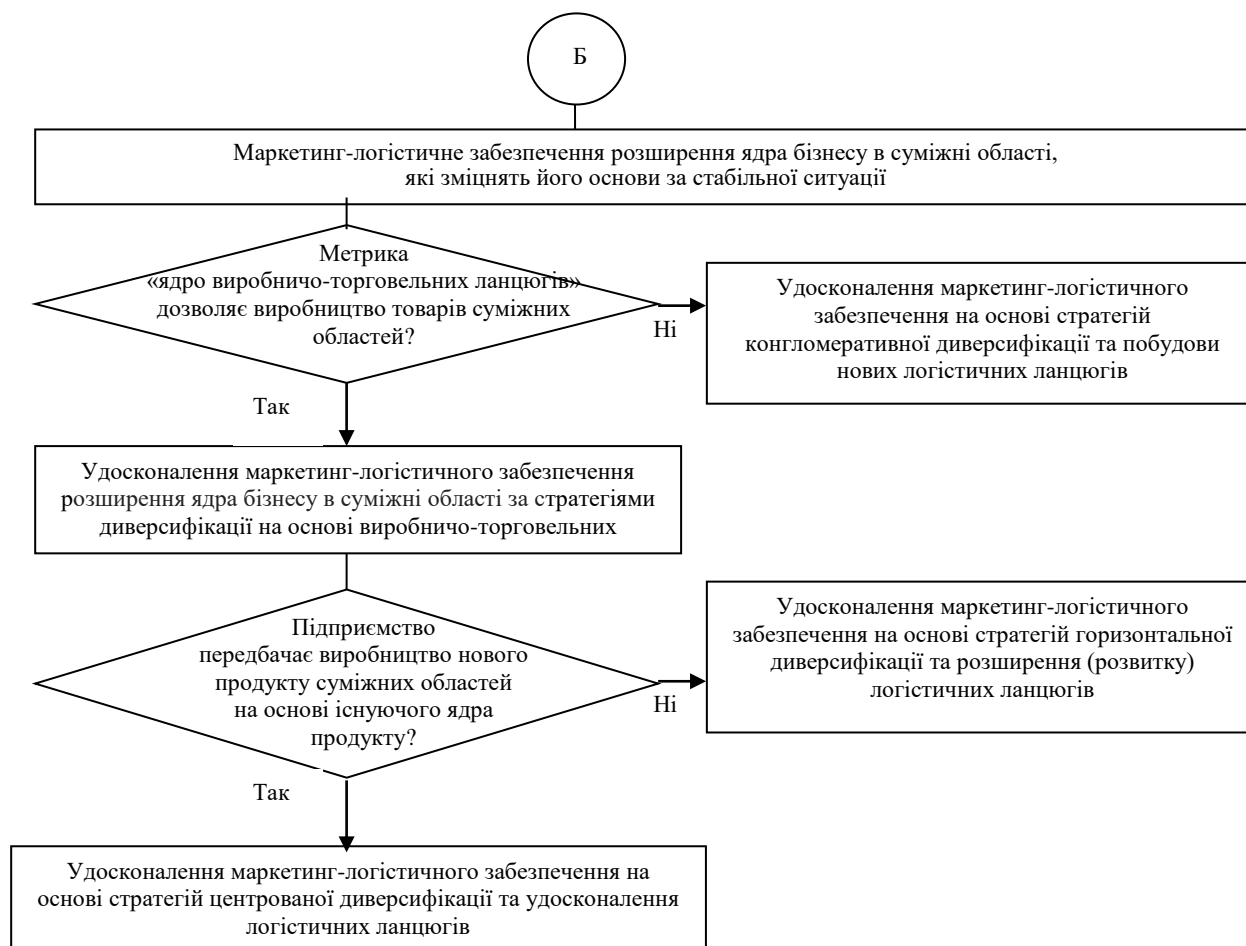 Б
Маркетинг-логістичне забезпечення розширення ядра бізнесу в суміжні області,
які зміцнять його основи за стабільної ситуації
Метрика
«ядро виробничо-торговельних ланцюгів»
дозволяє виробництво товарів суміжних
областей?
Ні
Удосконалення маркетинг-логістичного
забезпечення на основі стратегій
конгломеративної диверсифікації та побудови
нових логістичних ланцюгів
Так
Удосконалення маркетинг-логістичного забезпечення
розширення ядра бізнесу в суміжні області за стратегіями
диверсифікації на основі виробничо-торговельних
Підприємство
передбачає виробництво нового
продукту суміжних областей
на основі існуючого ядра
продукту?
Ні
Удосконалення маркетинг-логістичного
забезпечення на основі стратегій горизонтальної
диверсифікації та розширення (розвитку)
логістичних ланцюгів
Так
Удосконалення маркетинг-логістичного забезпечення на
основі стратегій центрованої диверсифікації та удосконалення
логістичних ланцюгів